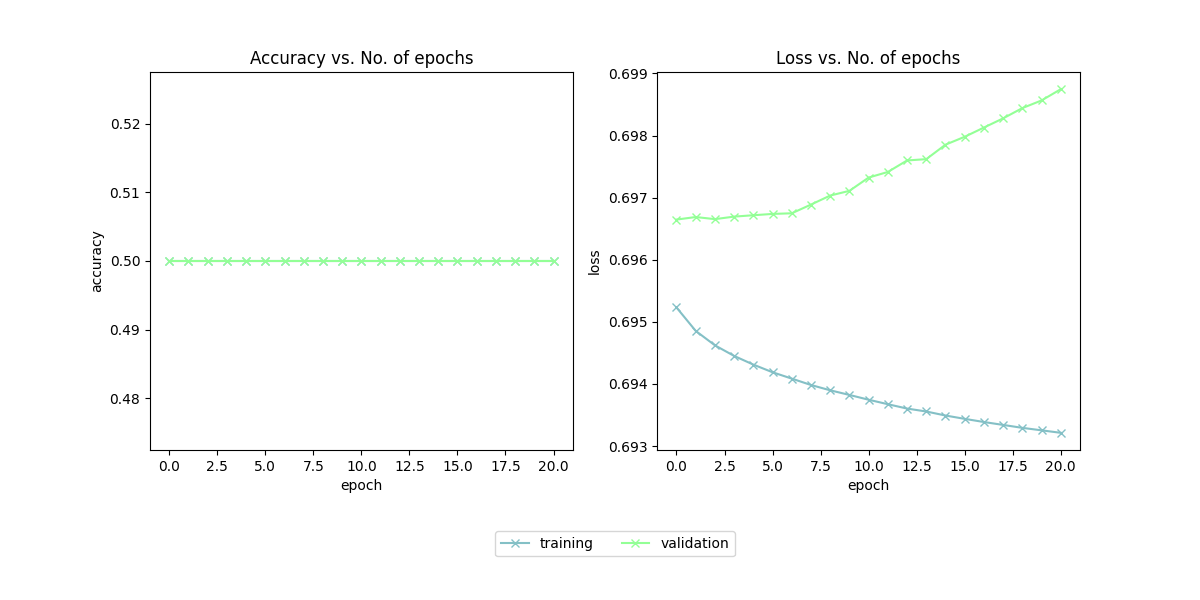 Accuracy vs. No. of epochs
accuracy
0.52
0.51
0.50
0.49
0.48
0.0 2.5 5.0 7.5 10.0 12.5 15.0 17.5 20.0
epoch
Loss vs. No. of epochs
loss
0.699
0.698
0.697
0.696
0.695
0.694
0.693
0.0 2.5 5.0 7.5 10.0 12.5 15.0 17.5 20.0
epoch
training validation